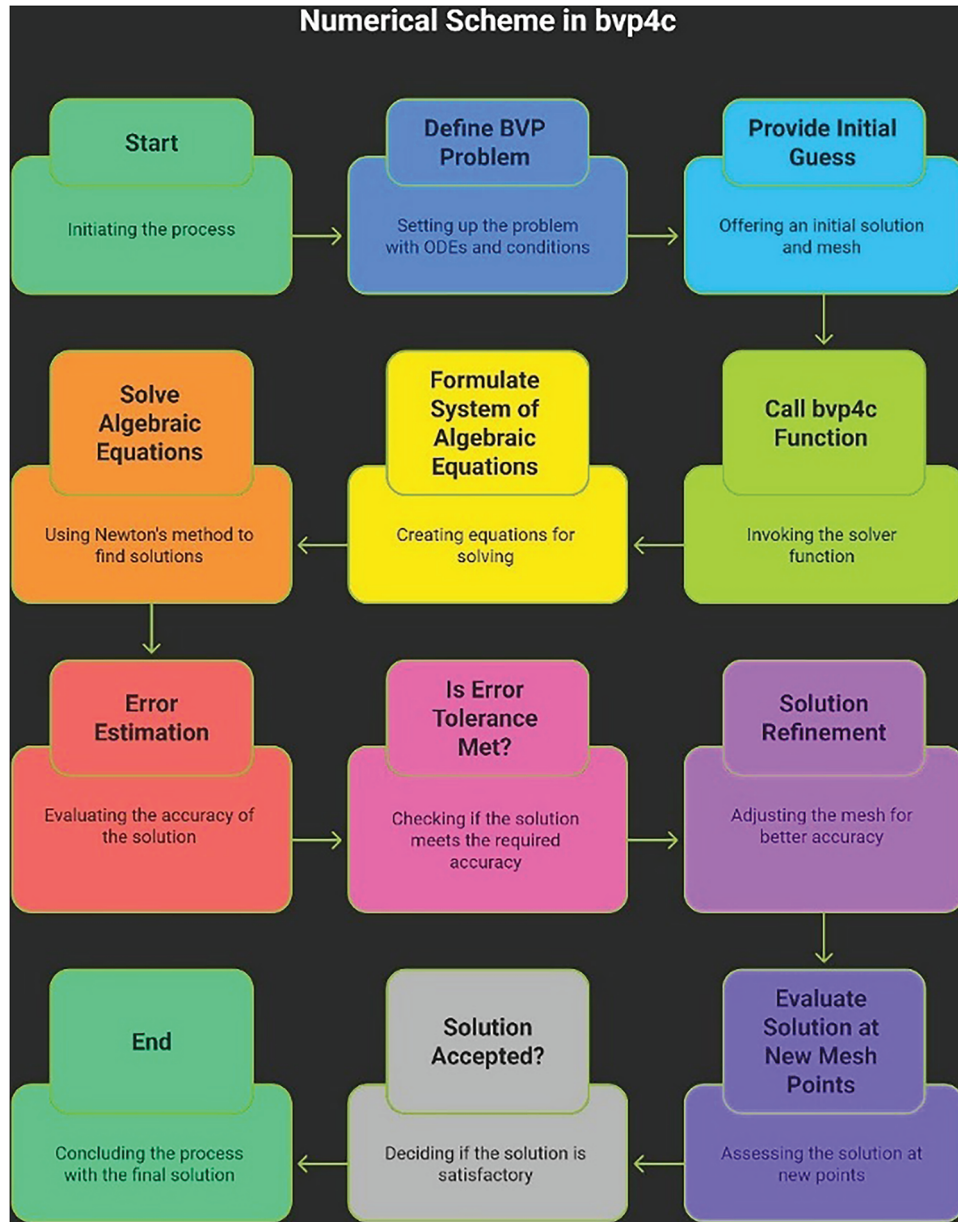 Numerical Scheme in bvp4c
Start
Initiating the process
Define BVP
Problem
Setting up the problem
with ODEs and conditions
Provide Initial
Guess
Offering an initial solution
and mesh
Solve
Algebraic
Equations
Using Newton's method to
find solutions
Formulate
System of
Algebraic
Equations
Creating equations for
solving
Call bvp4c
Function
Invoking the solver
function
Error
Estimation
Evaluating the accuracy of
the solution
Is Error
Tolerance
Met?
Checking if the solution
meets the required
accuracy
Solution
Refinement
Adjusting the mesh for
better accuracy
End
Concluding the process
with the final solution
Solution
Accepted?
Deciding if the solution is
satisfactory
Evaluate
Solution at
New Mesh
Points
Assessing the solution at
new points